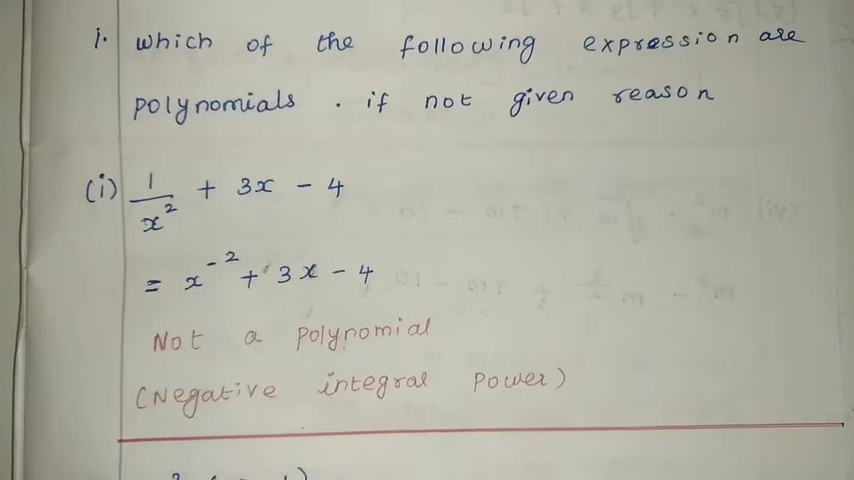 1. Which of the following expression are
polynomials . if not given reason
(i) 1/x² + 3x - 4
= x⁻² + 3x - 4
Not a polynomial
(Negative integral power)